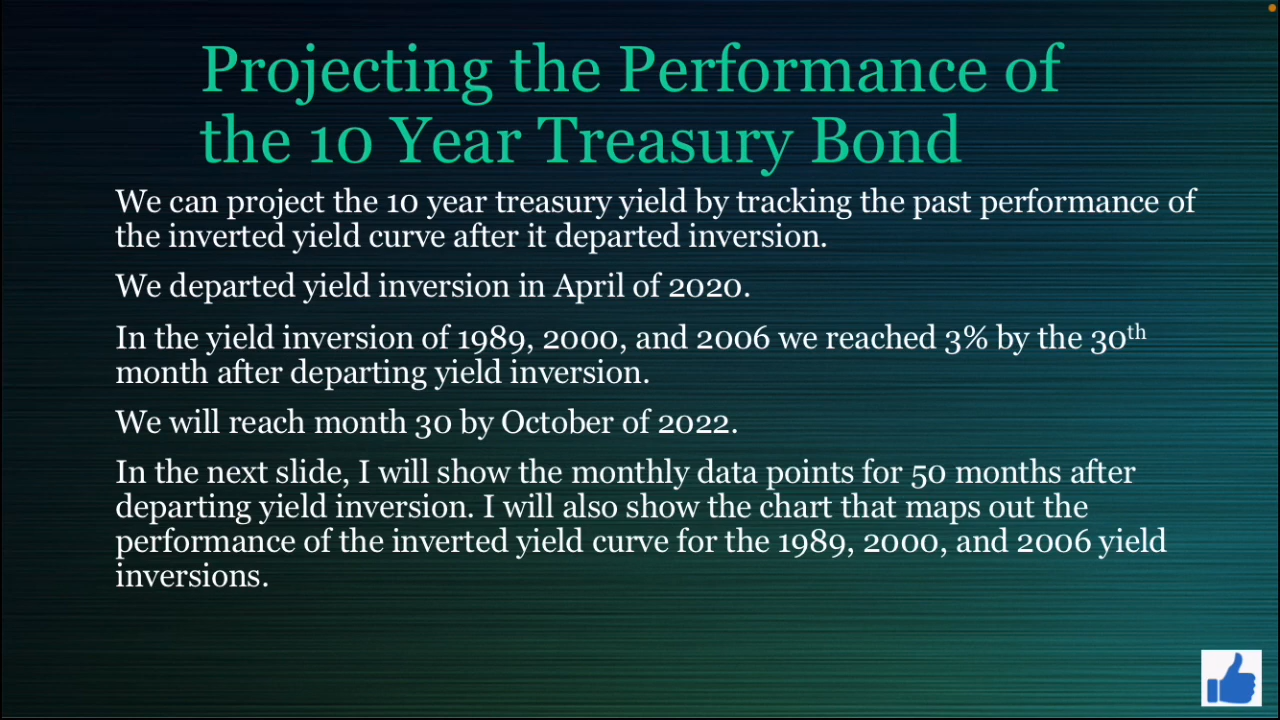 Projecting the Performance of
the 10 Year Treasury Bond
We can project the 10 year treasury yield by tracking the past performance of
the inverted yield curve after it departed inversion.
We departed yield inversion in April of 2020.
In the yield inversion of 1989, 2000, and 2006 we reached 3% by the 30th
month after departing yield inversion.
We will reach month 30 by October of 2022.
In the next slide, I will show the monthly data points for 50 months after
departing yield inversion. I will also show the chart that maps out the
performance of the inverted yield curve for the 1989, 2000, and 2006 yield
inversions.